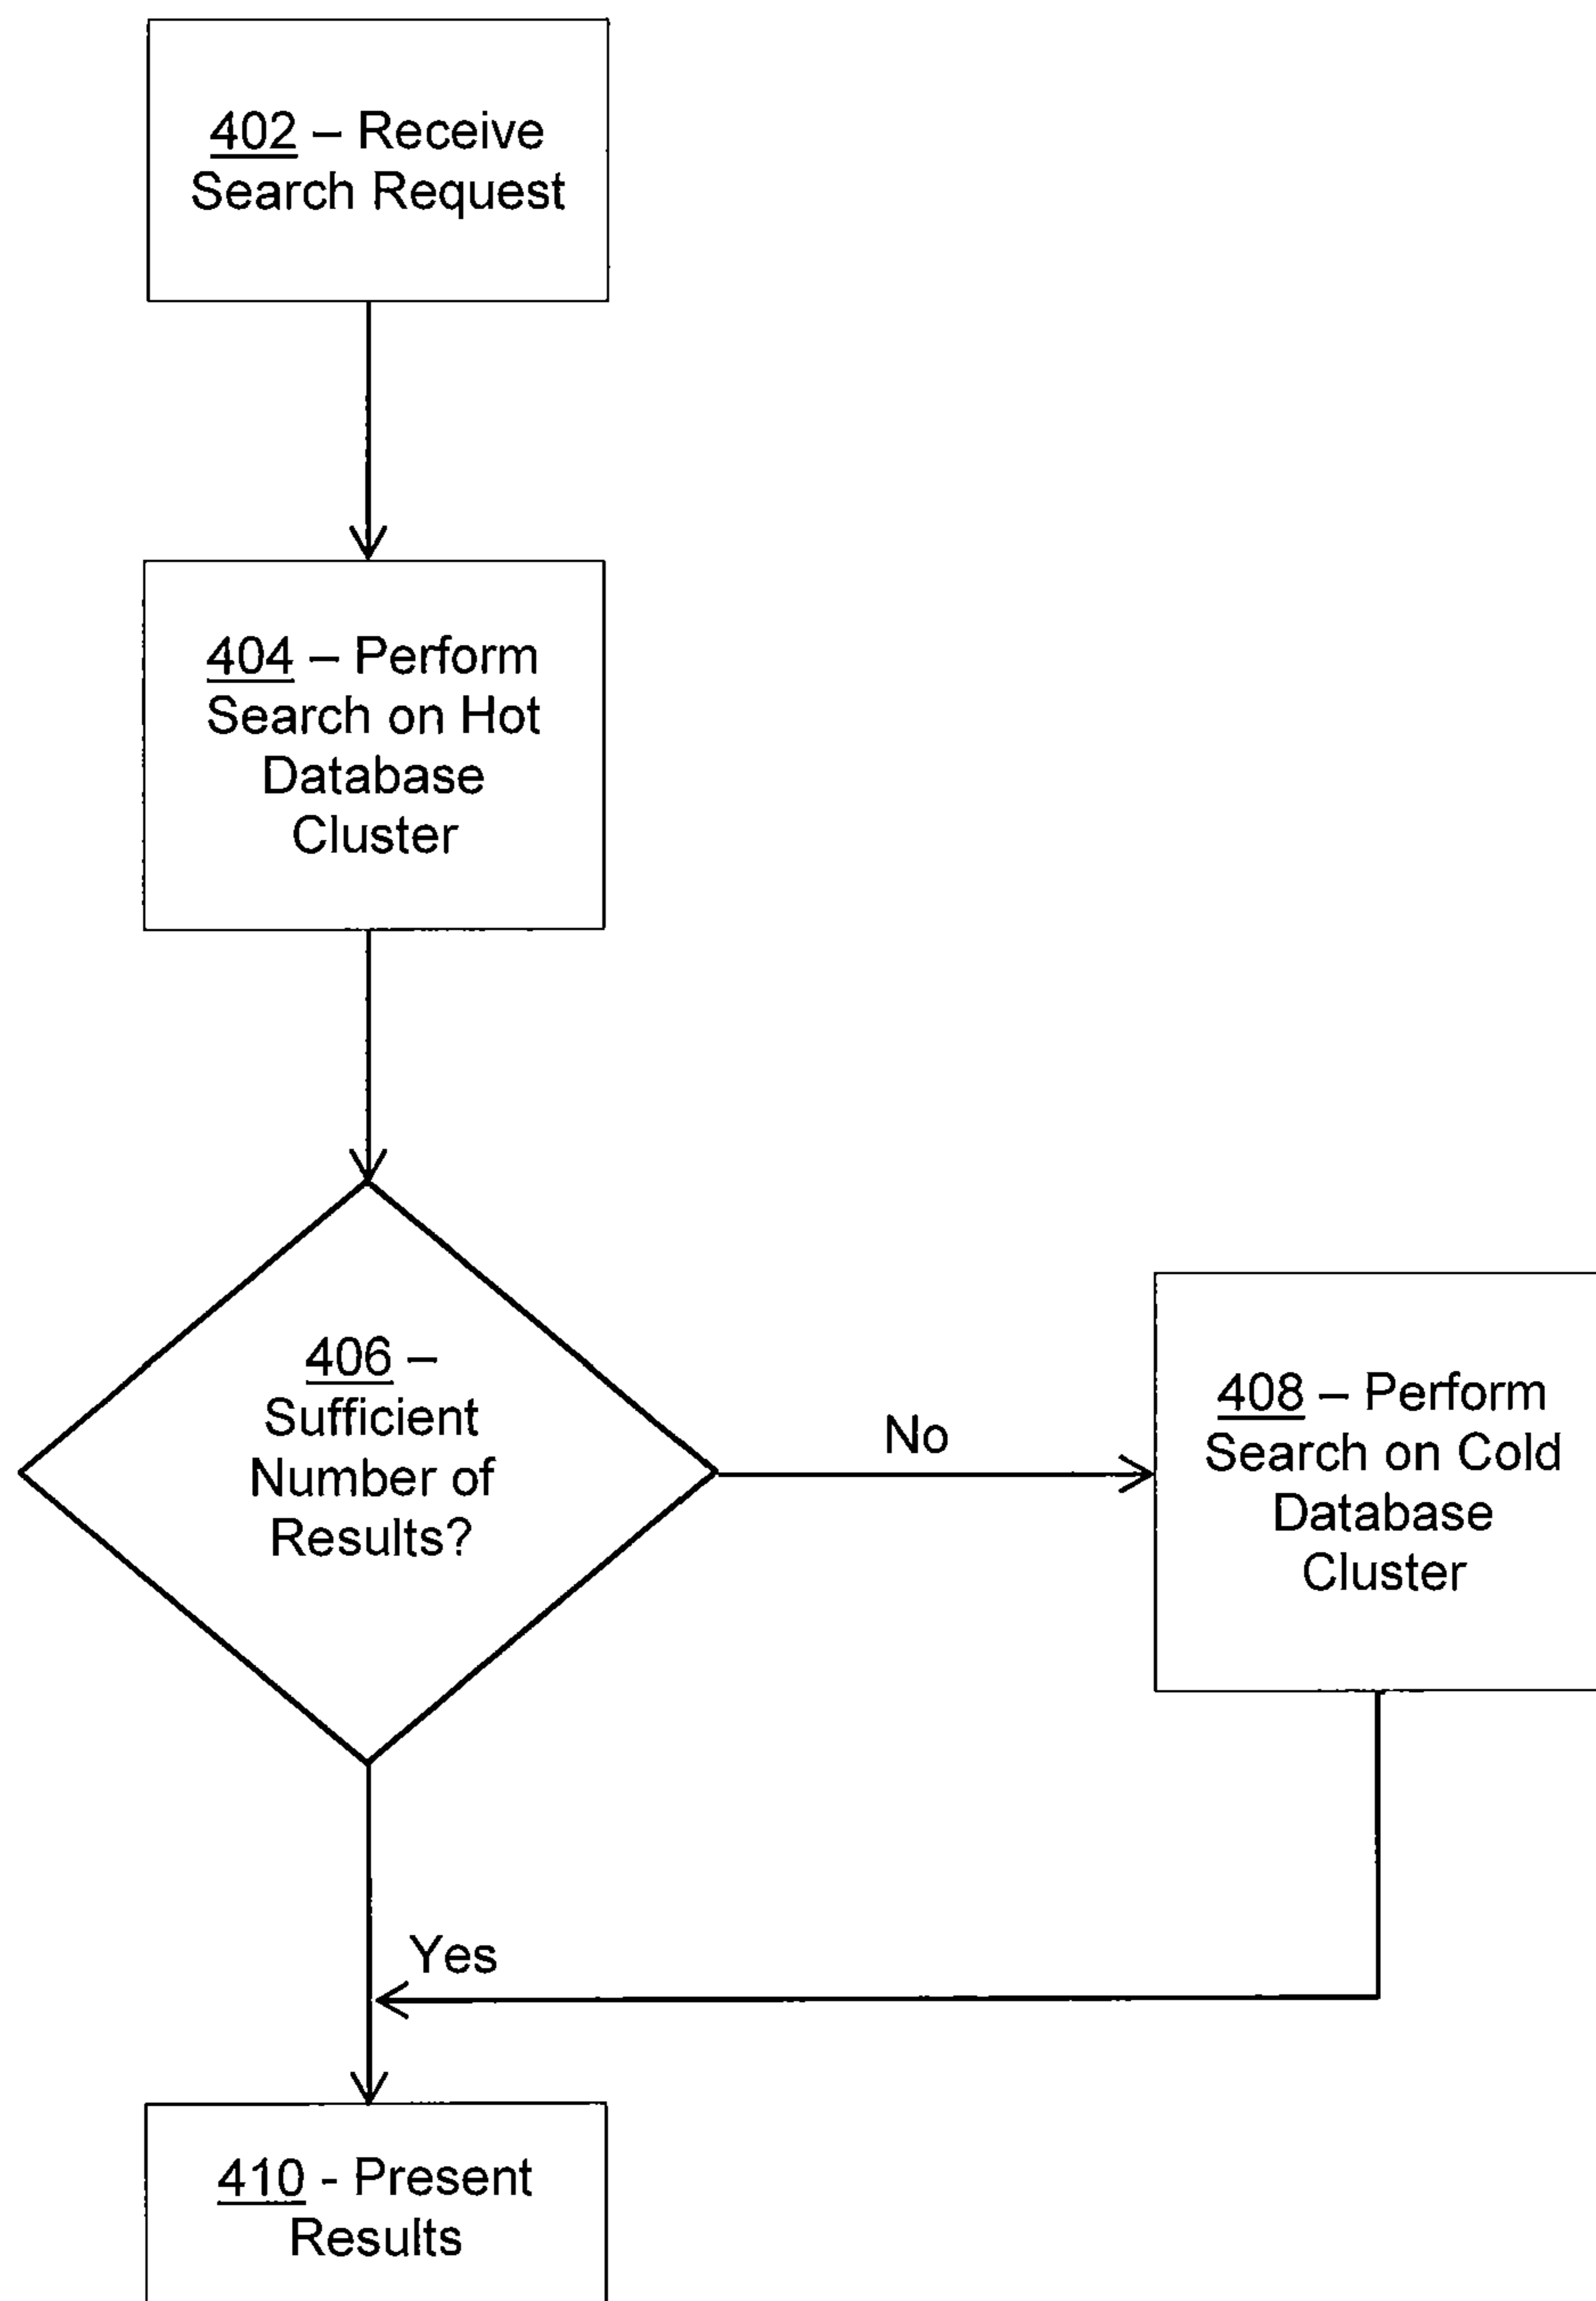 402 – Receive
Search Request
404 – Perform
Search on Hot
Database
Cluster
406 –
Sufficient
Number of
Results?
No
408 – Perform
Search on Cold
Database
Cluster
Yes
410 - Present
Results